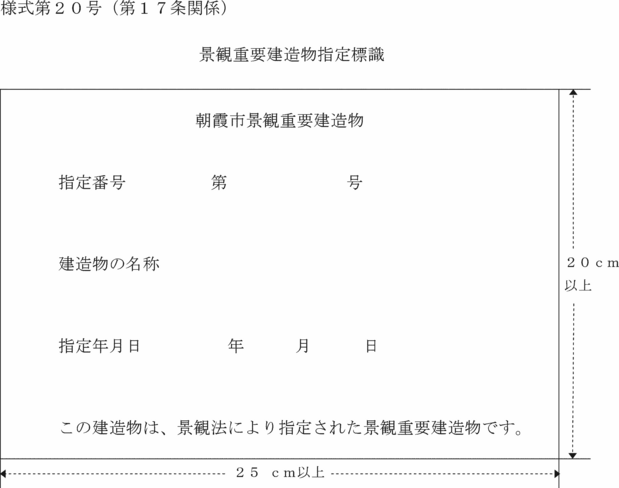 様式第２０号（第１７条関係）
景観重要建造物指定標識
朝霞市景観重要建造物
指定番号　　　　　第　　　　　　　号
建造物の名称
指定年月日　　　　　年　　　月　　　日
この建造物は、景観法により指定された景観重要建造物です。
２０ｃｍ
以上
２５　ｃｍ以上